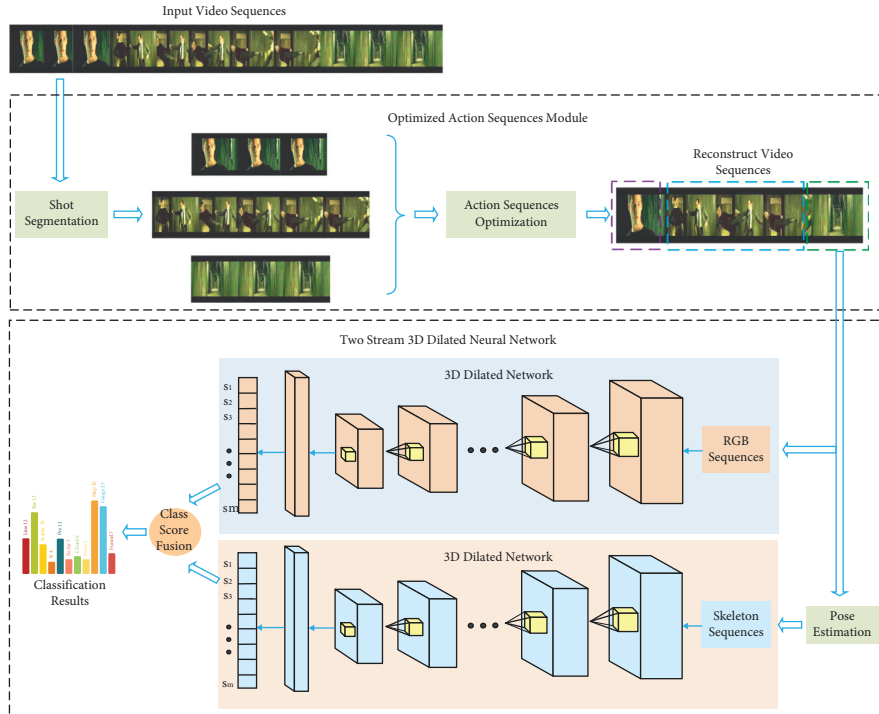 Input Video Sequences
Optimized Action Sequences Module
Shot
Segmentation
Action Sequences
Optimization
Reconstruct Video
Sequences
Two Stream 3D Dilated Neural Network
3D Dilated Network
S1
S2
S3
sm
RGB
Sequences
Class
Score
Fusion
Classification
Results
3D Dilated Network
S1
S2
S3
Sm
Skeleton
Sequences
Pose
Estimation